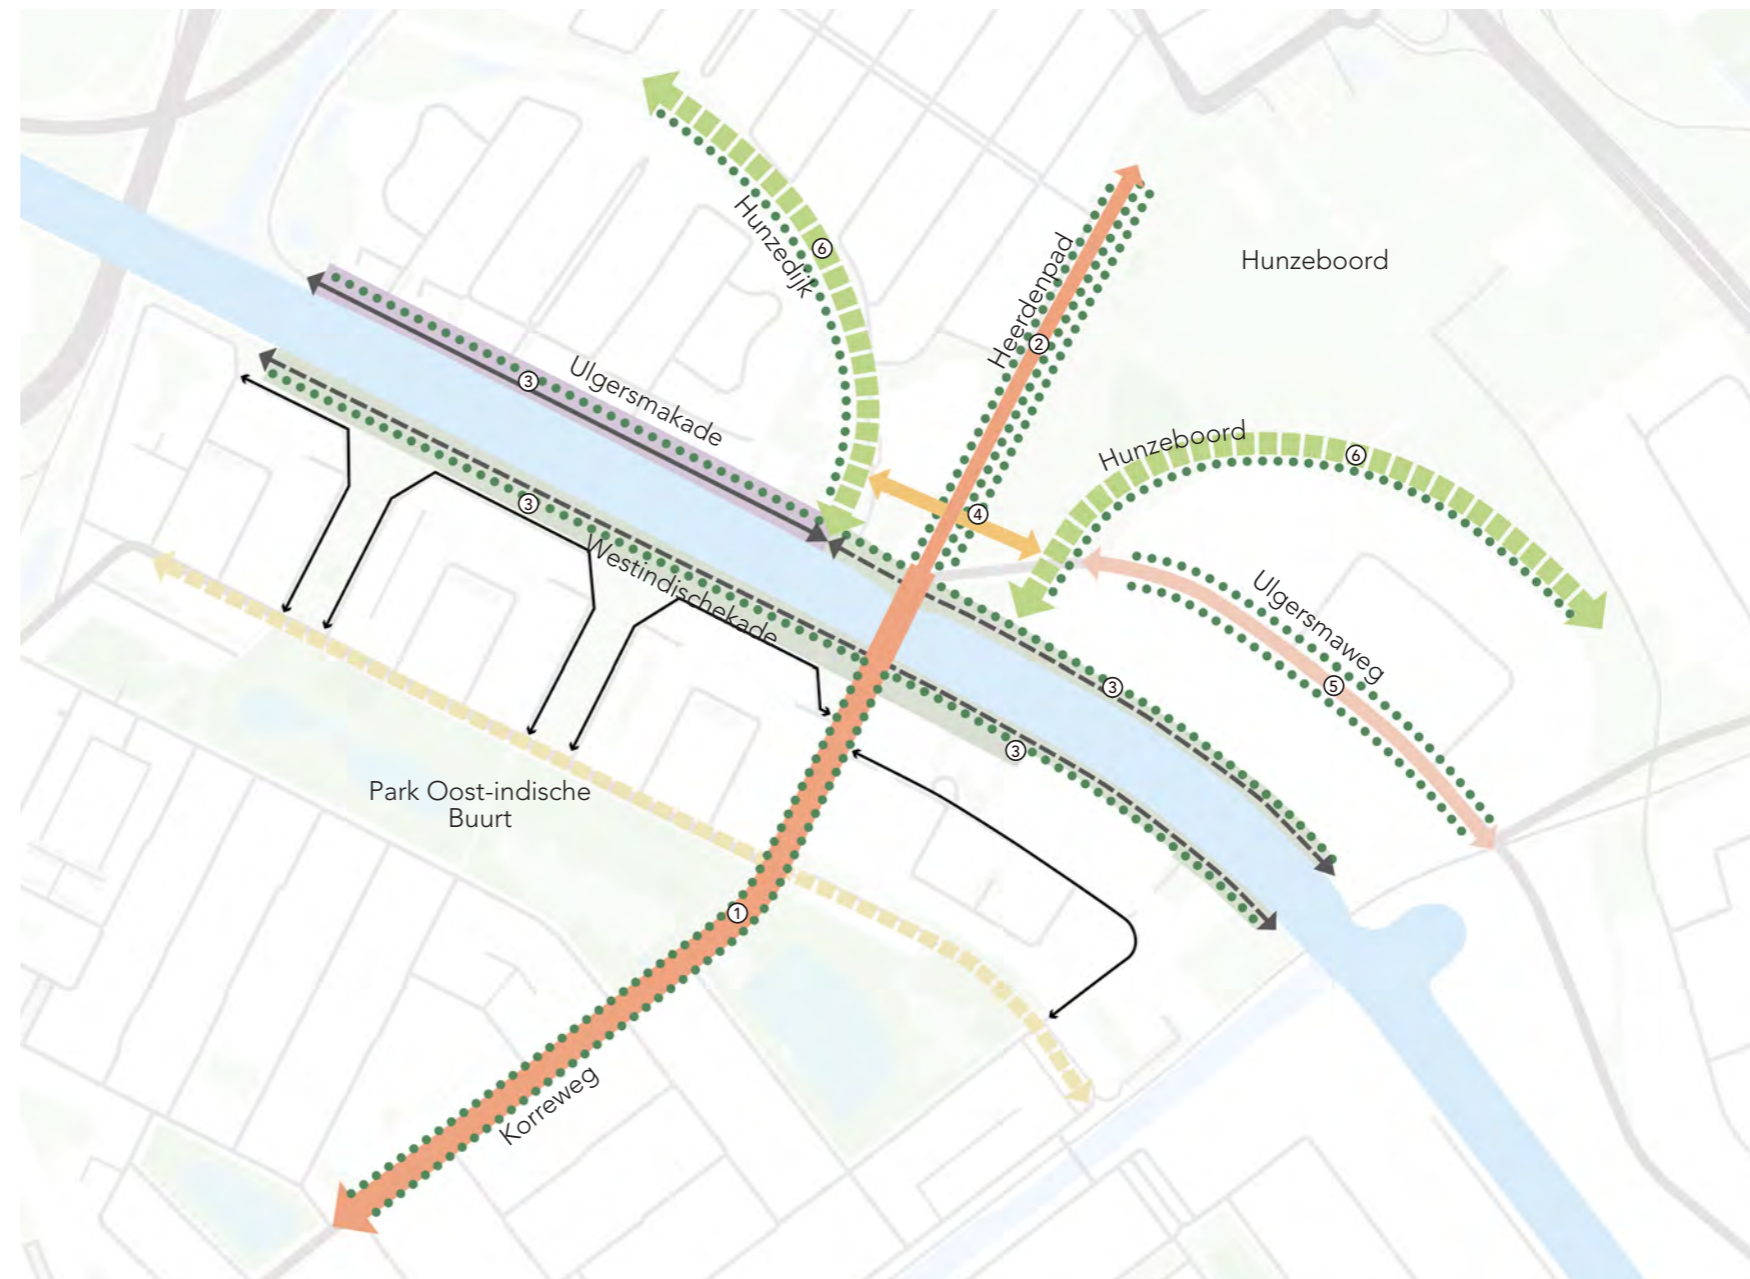 Hunzedijk
6
Heerdenpad
2
Hunzeboord
Ulgersmakade
3
Hunzeboord
6
3
4
Westindischekade
Ulgersmaweg
5
3
3
Park Oost-indische
Buurt
1
Korreweg